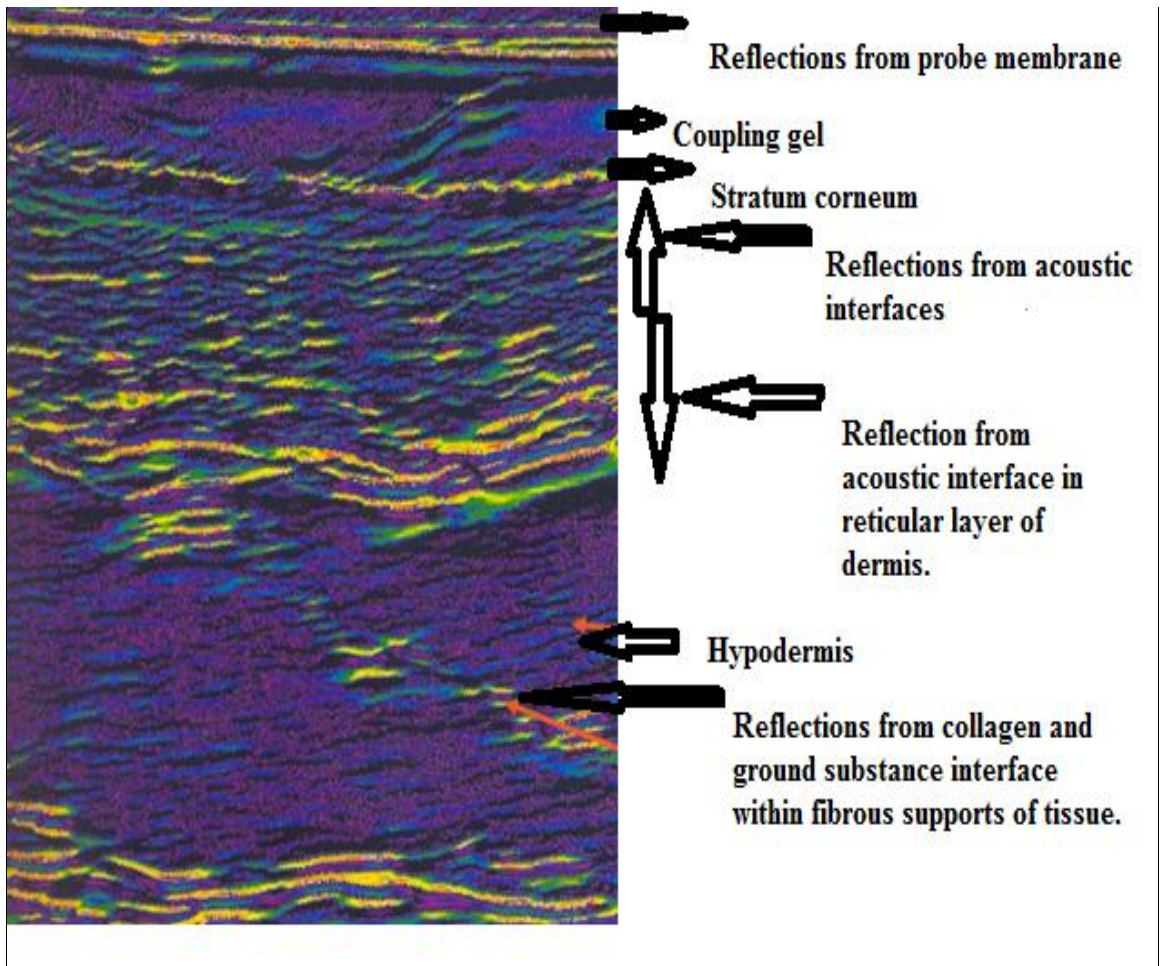 Reflections from probe membrane
Coupling gel
Stratum corneum
Reflections from acoustic
interfaces
Reflection from
acoustic interface in
reticular layer of
dermis.
Hypodermis
Reflections from collagen and
ground substance interface
within fibrous supports of tissue.